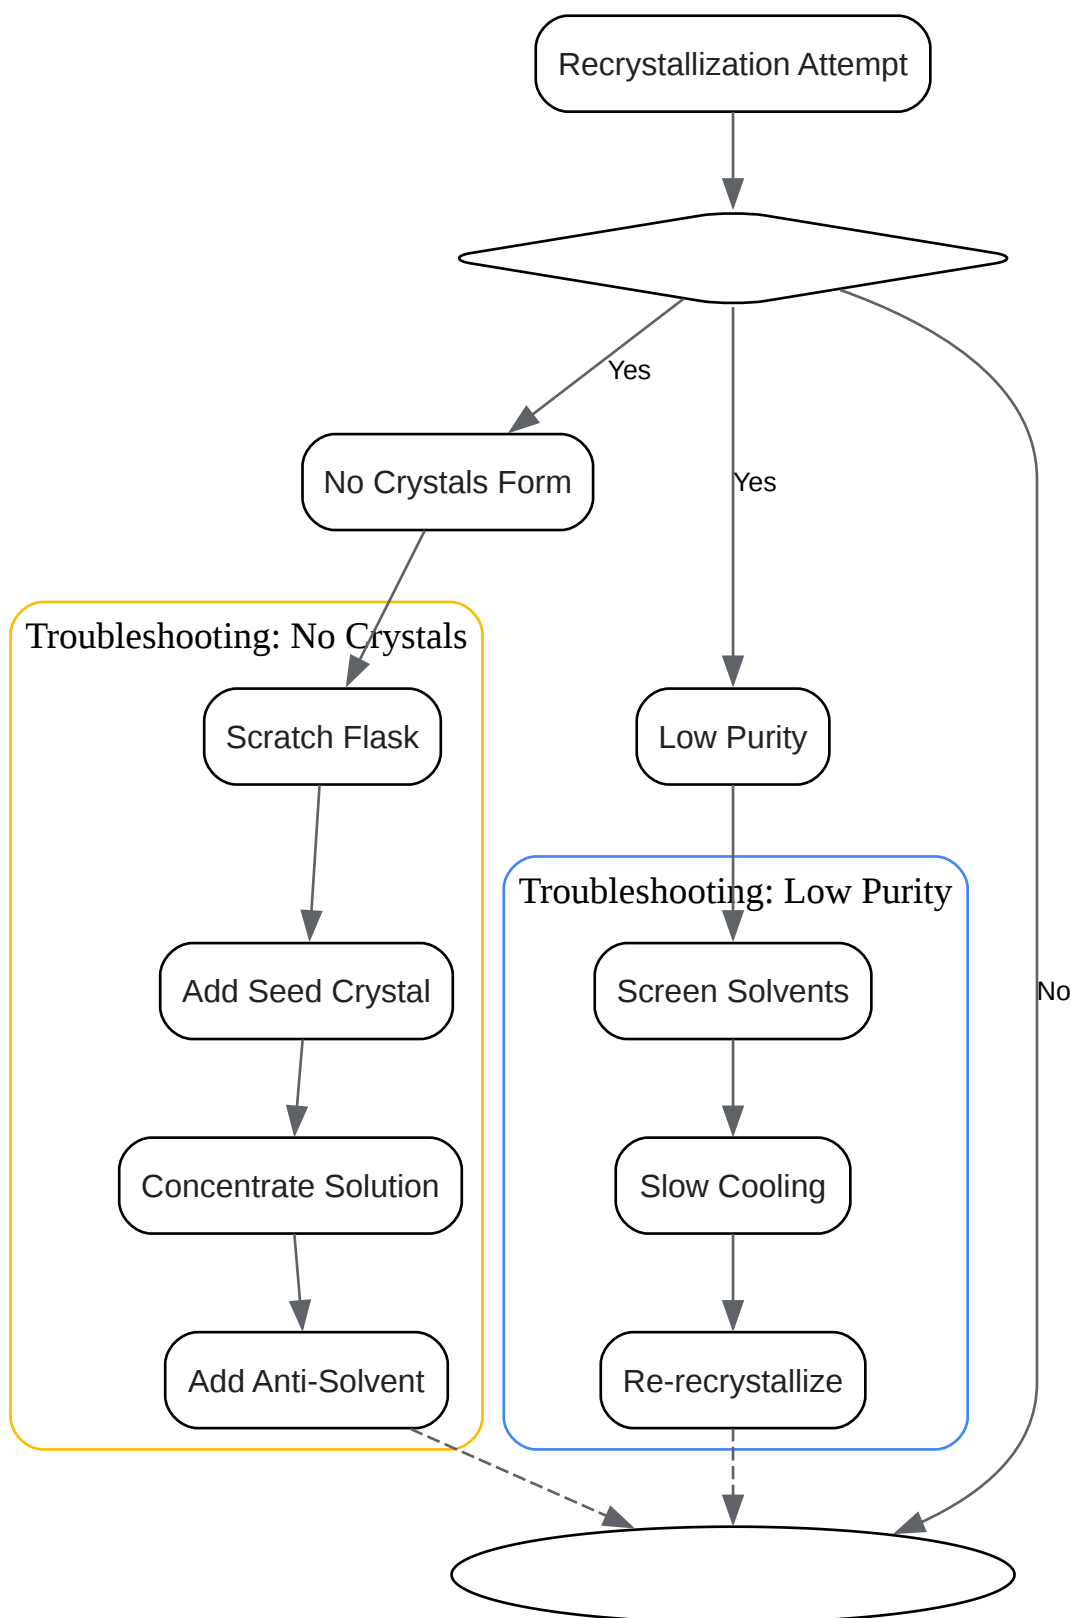 Recrystallization Attempt
Yes
No Crystals Form
Yes
Troubleshooting: No Crystals
Scratch Flask
Low Purity
Troubleshooting: Low Purity
Add Seed Crystal
Screen Solvents
No
Concentrate Solution
Slow Cooling
Add Anti-Solvent
Re-recrystallize